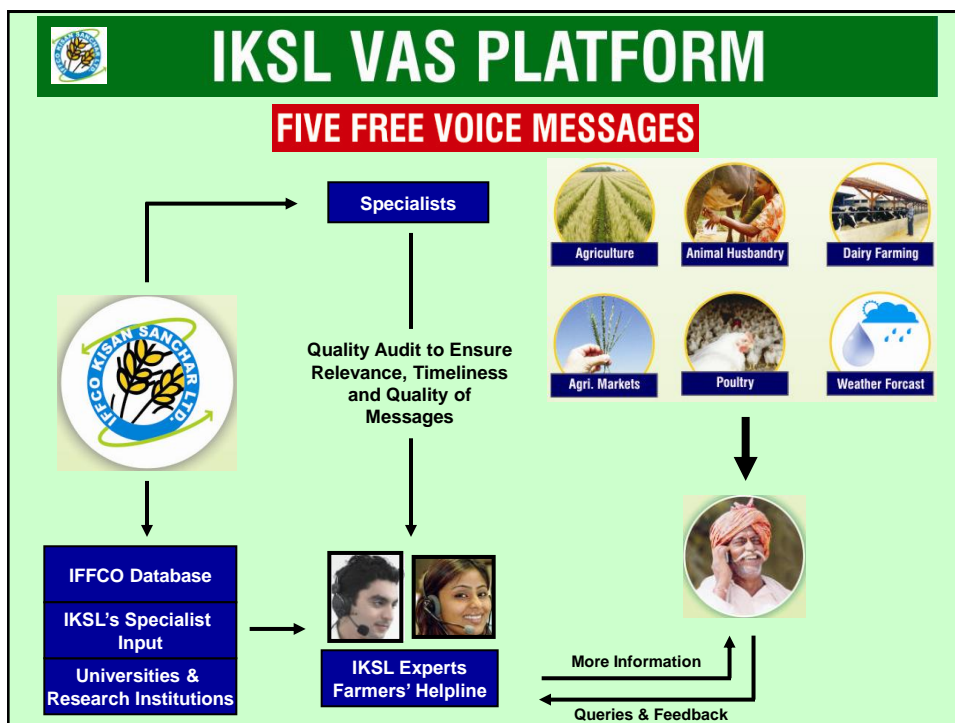 IKSL VAS PLATFORM
FIVE FREE VOICE MESSAGES
Specialists
Agriculture
Animal Husbandry
Dairy Farming
Agri. Markets
Poultry
Weather Forcast
IFFCO KISAN SANCHAR LTD.
Quality Audit to Ensure
Relevance, Timeliness
and Quality of
Messages
IFFCO Database
IKSL's Specialist
Input
Universities &
Research Institutions
IKSL Experts
Farmers' Helpline
More Information
Queries & Feedback